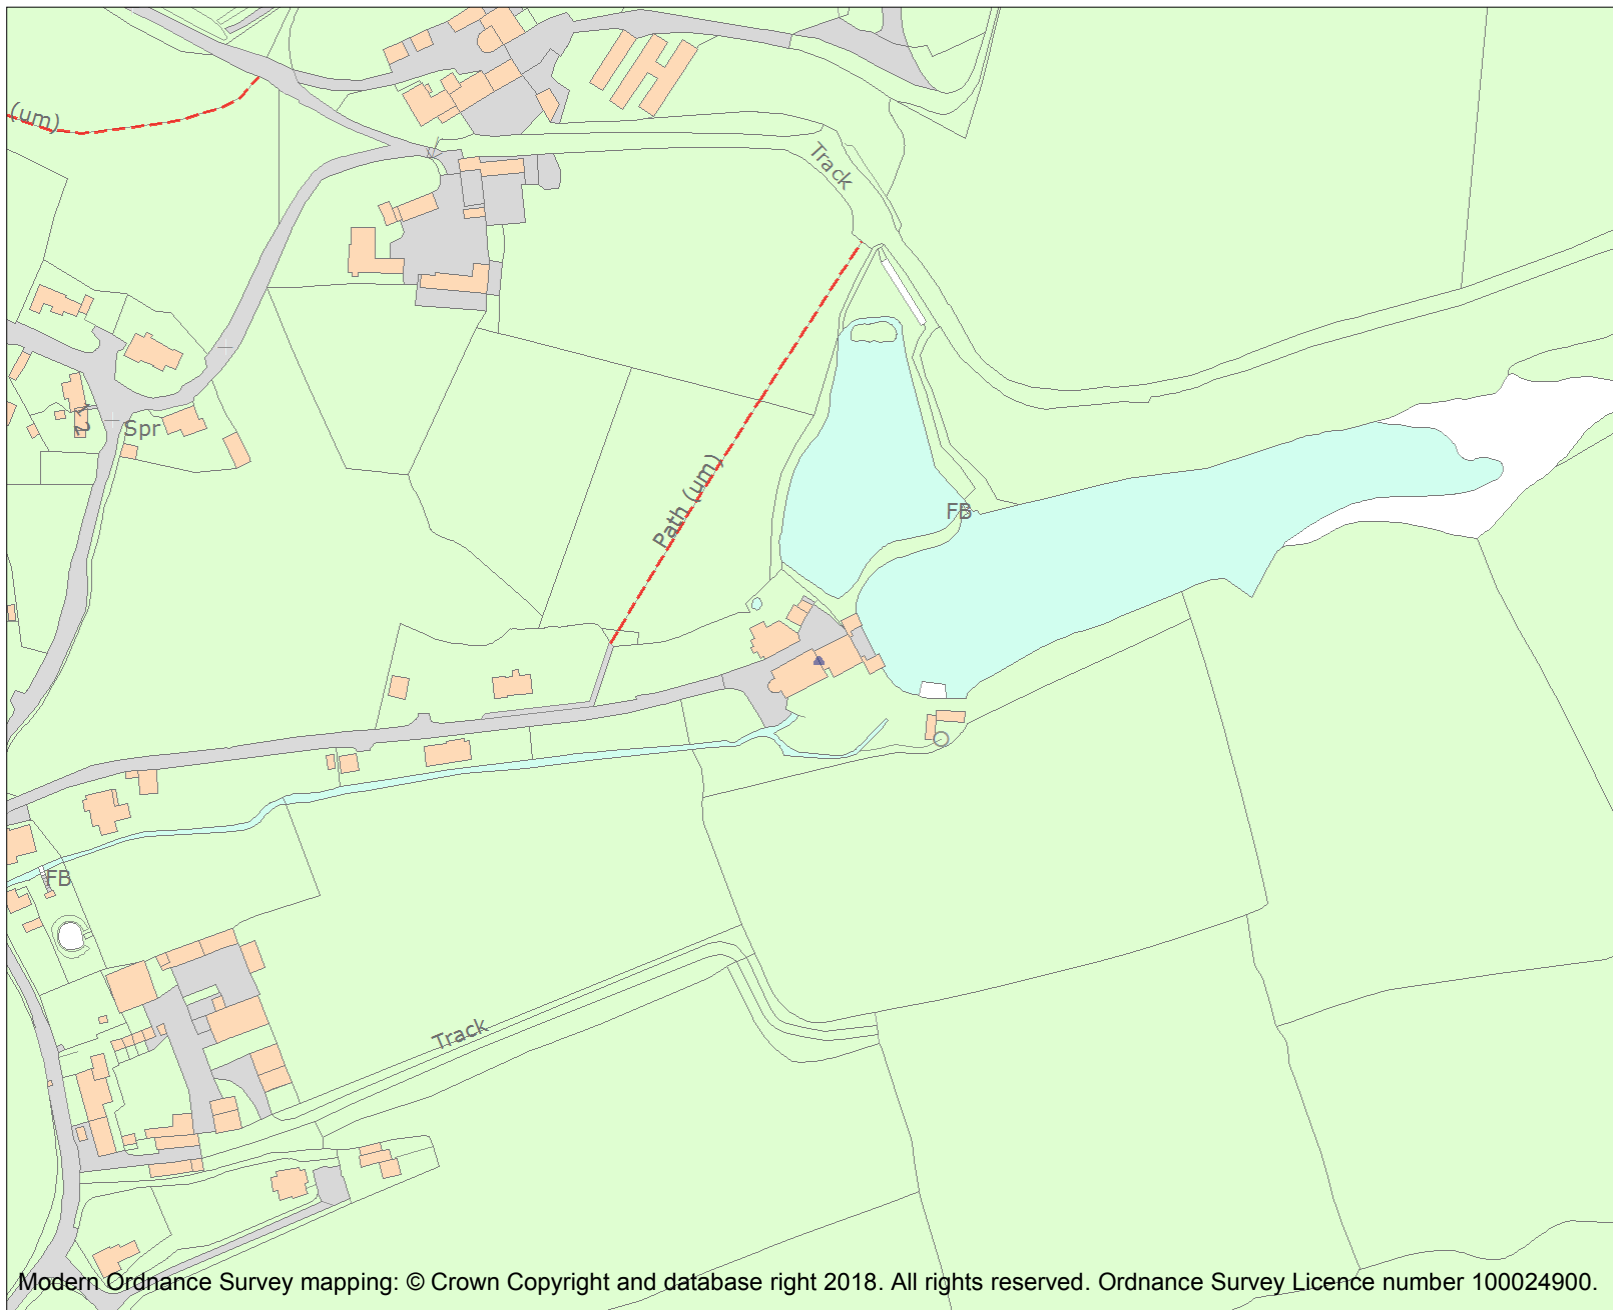 (um)
Track
Spr
Path (um)
FB
FB
Track
Modern Ordnance Survey mapping: © Crown Copyright and database right 2018. All rights reserved. Ordnance Survey Licence number 100024900.